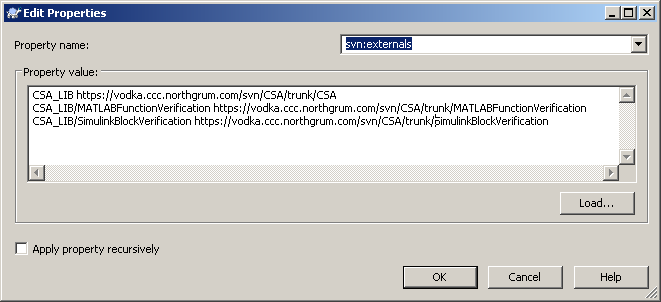 Edit Properties
Property name:
svn:externals
Property value:
CSA_LIB https://vodka.ccc.northgrum.com/svn/CSA/trunk/CSA
CSA_LIB/MATLABFunctionVerification https://vodka.ccc.northgrum.com/svn/CSA/trunk/MATLABFunctionVerification
CSA_LIB/SimulinkBlockVerification https://vodka.ccc.northgrum.com/svn/CSA/trunk/SimulinkBlockVerification
Load...
Apply property recursively
OK
Cancel
Help